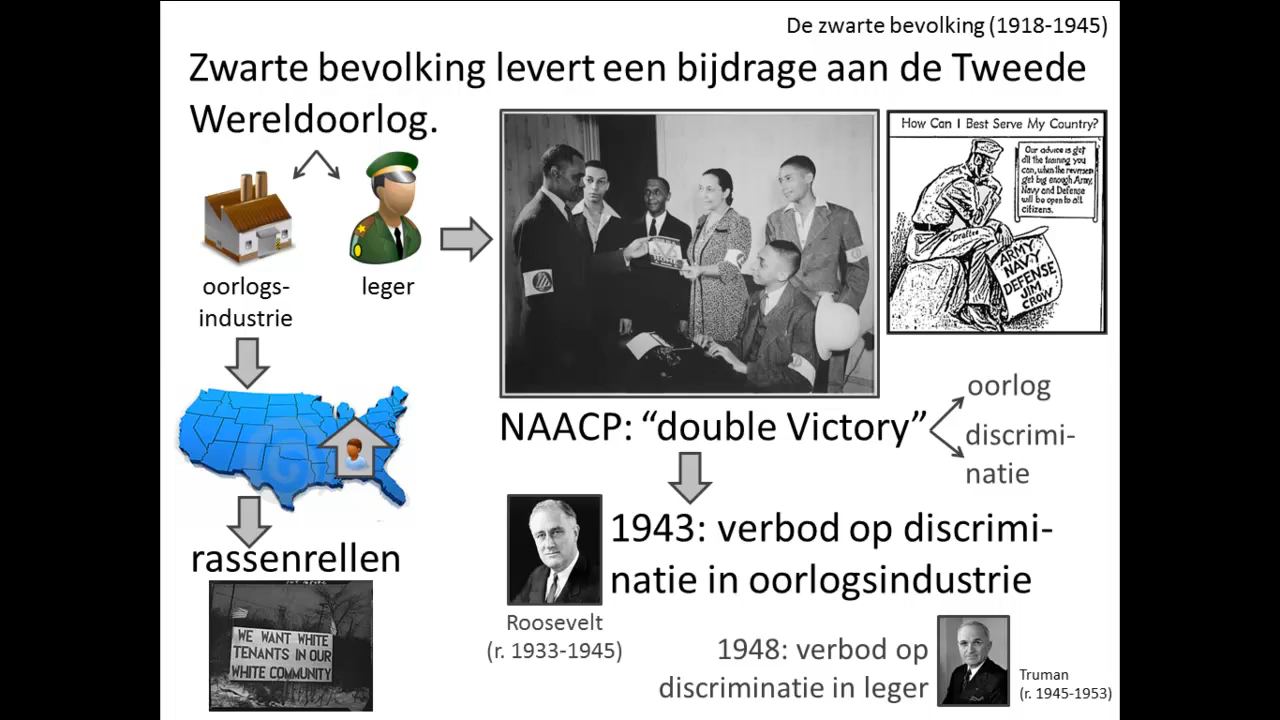 De zwarte bevolking (1918-1945)
Zwarte bevolking levert een bijdrage aan de Tweede
Wereldoorlog.
oorlogs-
industrie
leger
How Can I Best Serve My Country?
Our advice is get
all the training you
can, when the reverses
get big enough Army,
Navy and Defense
will be open to all
citizens.
Draftee
ARMY
NAVY
DEFENSE
JIM
CROW
NAACP: “double Victory”
oorlog
discrimi-
natie
rassenrellen
WE WANT WHITE
TENANTS IN OUR
WHITE COMMUNITY
1943: verbod op discrimi-
natie in oorlogsindustrie
Roosevelt
(r. 1933-1945)
1948: verbod op
discriminatie in leger
Truman
(r. 1945-1953)